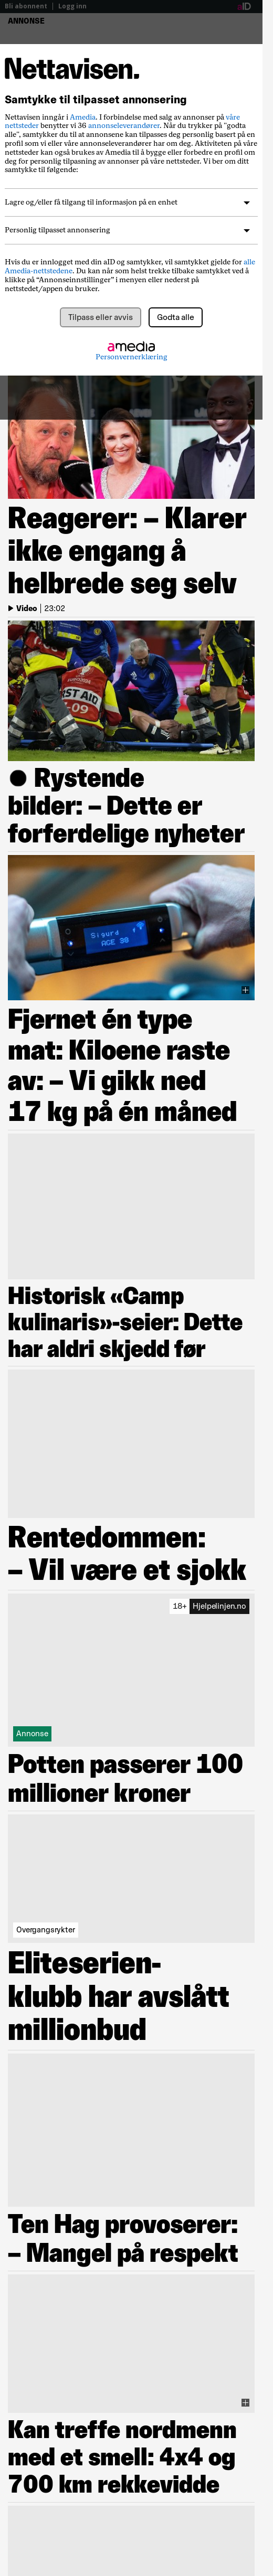 Bli abonnent | Logg inn
aID
ANNONSE
Nettavisen.
Samtykke til tilpasset annonsering
Nettavisen inngår i Amedia. I forbindelse med salg av annonser på våre
nettsteder benytter vi 36 annonseleverandører. Når du trykker på "godta
alle", samtykker du til at annonsene kan tilpasses deg personlig basert på en
profil som vi eller våre annonsører har om deg. Aktiviteten på våre
nettsteder kan også brukes av Amedia til å bygge eller forbedre en profil om
deg for personlig tilpasning av annonser på våre nettsteder. Vi ber om ditt
samtykke til følgende:
Lagre og/eller få tilgang til informasjon på en enhet
Personlig tilpasset annonsering
Hvis du er innlogget med din aID og samtykker, vil samtykket gjelde for alle
Amedia-nettstedene. Du kan når som helst trekke tilbake samtykket ved å
klikke på “Annonseinnstillinger” i menyen eller nederst på
nettstedet/appen du bruker.
Tilpass eller avvis
Godta alle
amedia
Personvernerklæring
Reagerer: – Klarer
ikke engang å
helbrede seg selv
Video | 23:02
ST AID
Rystende
bilder: – Dette er
forferdelige nyheter
Sigurd
AGE 38
Fjernet én type
mat: Kiloene raste
av: – Vi gikk ned
17 kg på én måned
Historisk «Camp
kulinaris»-seier: Dette
har aldri skjedd før
Rentedommen:
– Vil være et sjokk
18+ Hjelpelinjen.no
Annonse
Potten passerer 100
millioner kroner
Overgangsrykter
Eliteserien-
klubb har avslått
millionbud
Ten Hag provoserer:
– Mangel på respekt
Kan treffe nordmenn
med et smell: 4x4 og
700 km rekkevidde